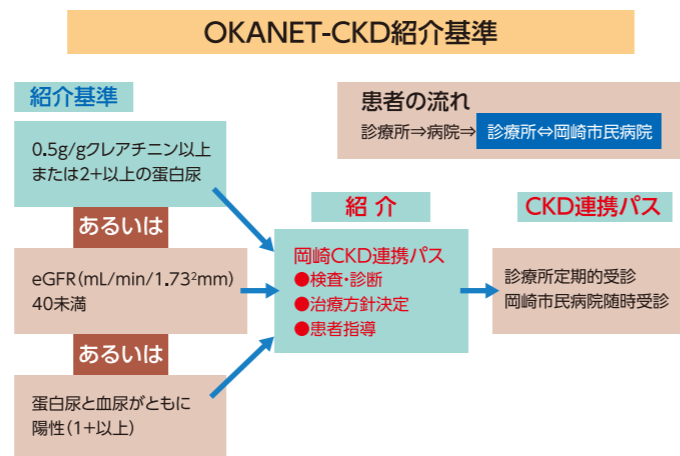 OKANET-CKD紹介基準
紹介基準
0.5g/gクレアチニン以上
または2+以上の蛋白尿
あるいは
eGFR(mL/min/1.73²mm)
40未満
あるいは
蛋白尿と血尿がともに
陽性(1+以上)
患者の流れ
診療所⇒病院⇒ 診療所⇔岡崎市民病院
紹 介
岡崎CKD連携パス
●検査・診断
●治療方針決定
●患者指導
CKD連携パス
診療所定期的受診
岡崎市民病院随時受診